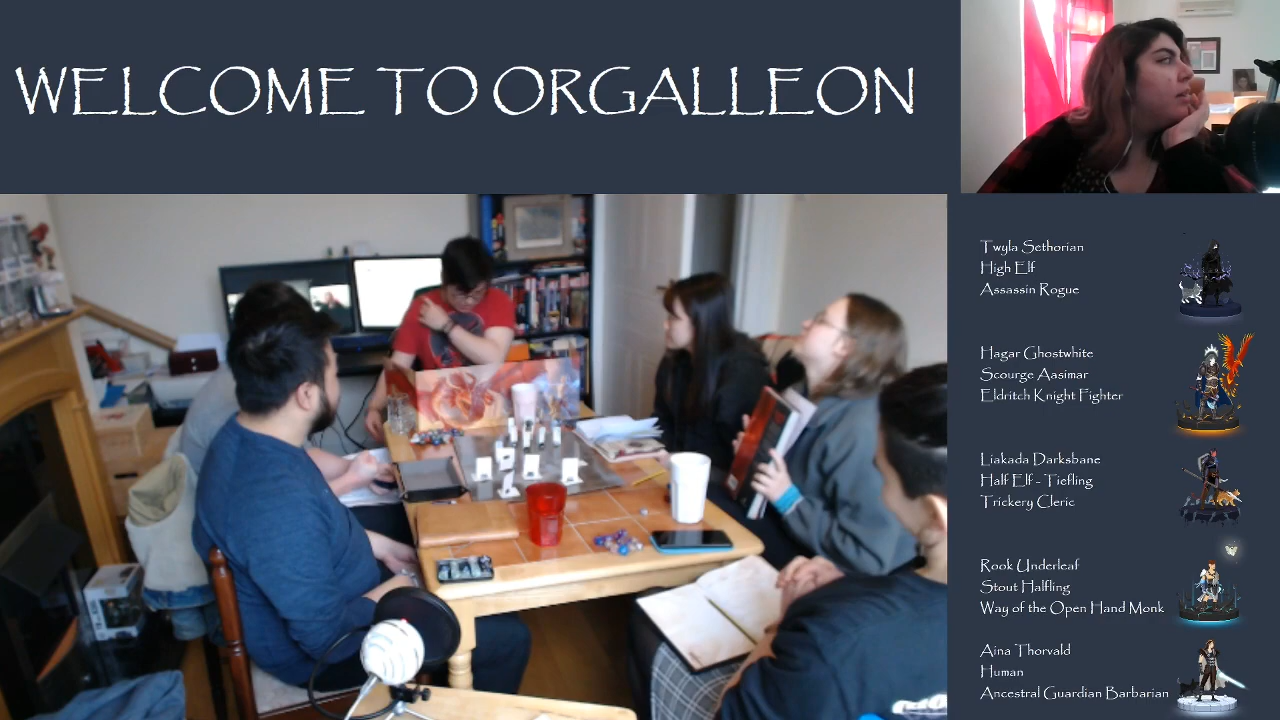 WELCOME TO ORGALLEON
Twyla Sethorian
High Elf
Assassin Rogue
Hagar Ghostwhite
Scourge Aasimar
Eldritch Knight Fighter
Liakada Darksbane
Half Elf - Tiefling
Trickery Cleric
Rook Underleaf
Stout Halfling
Way of the Open Hand Monk
Aina Thorvald
Human
Ancestral Guardian Barbarian